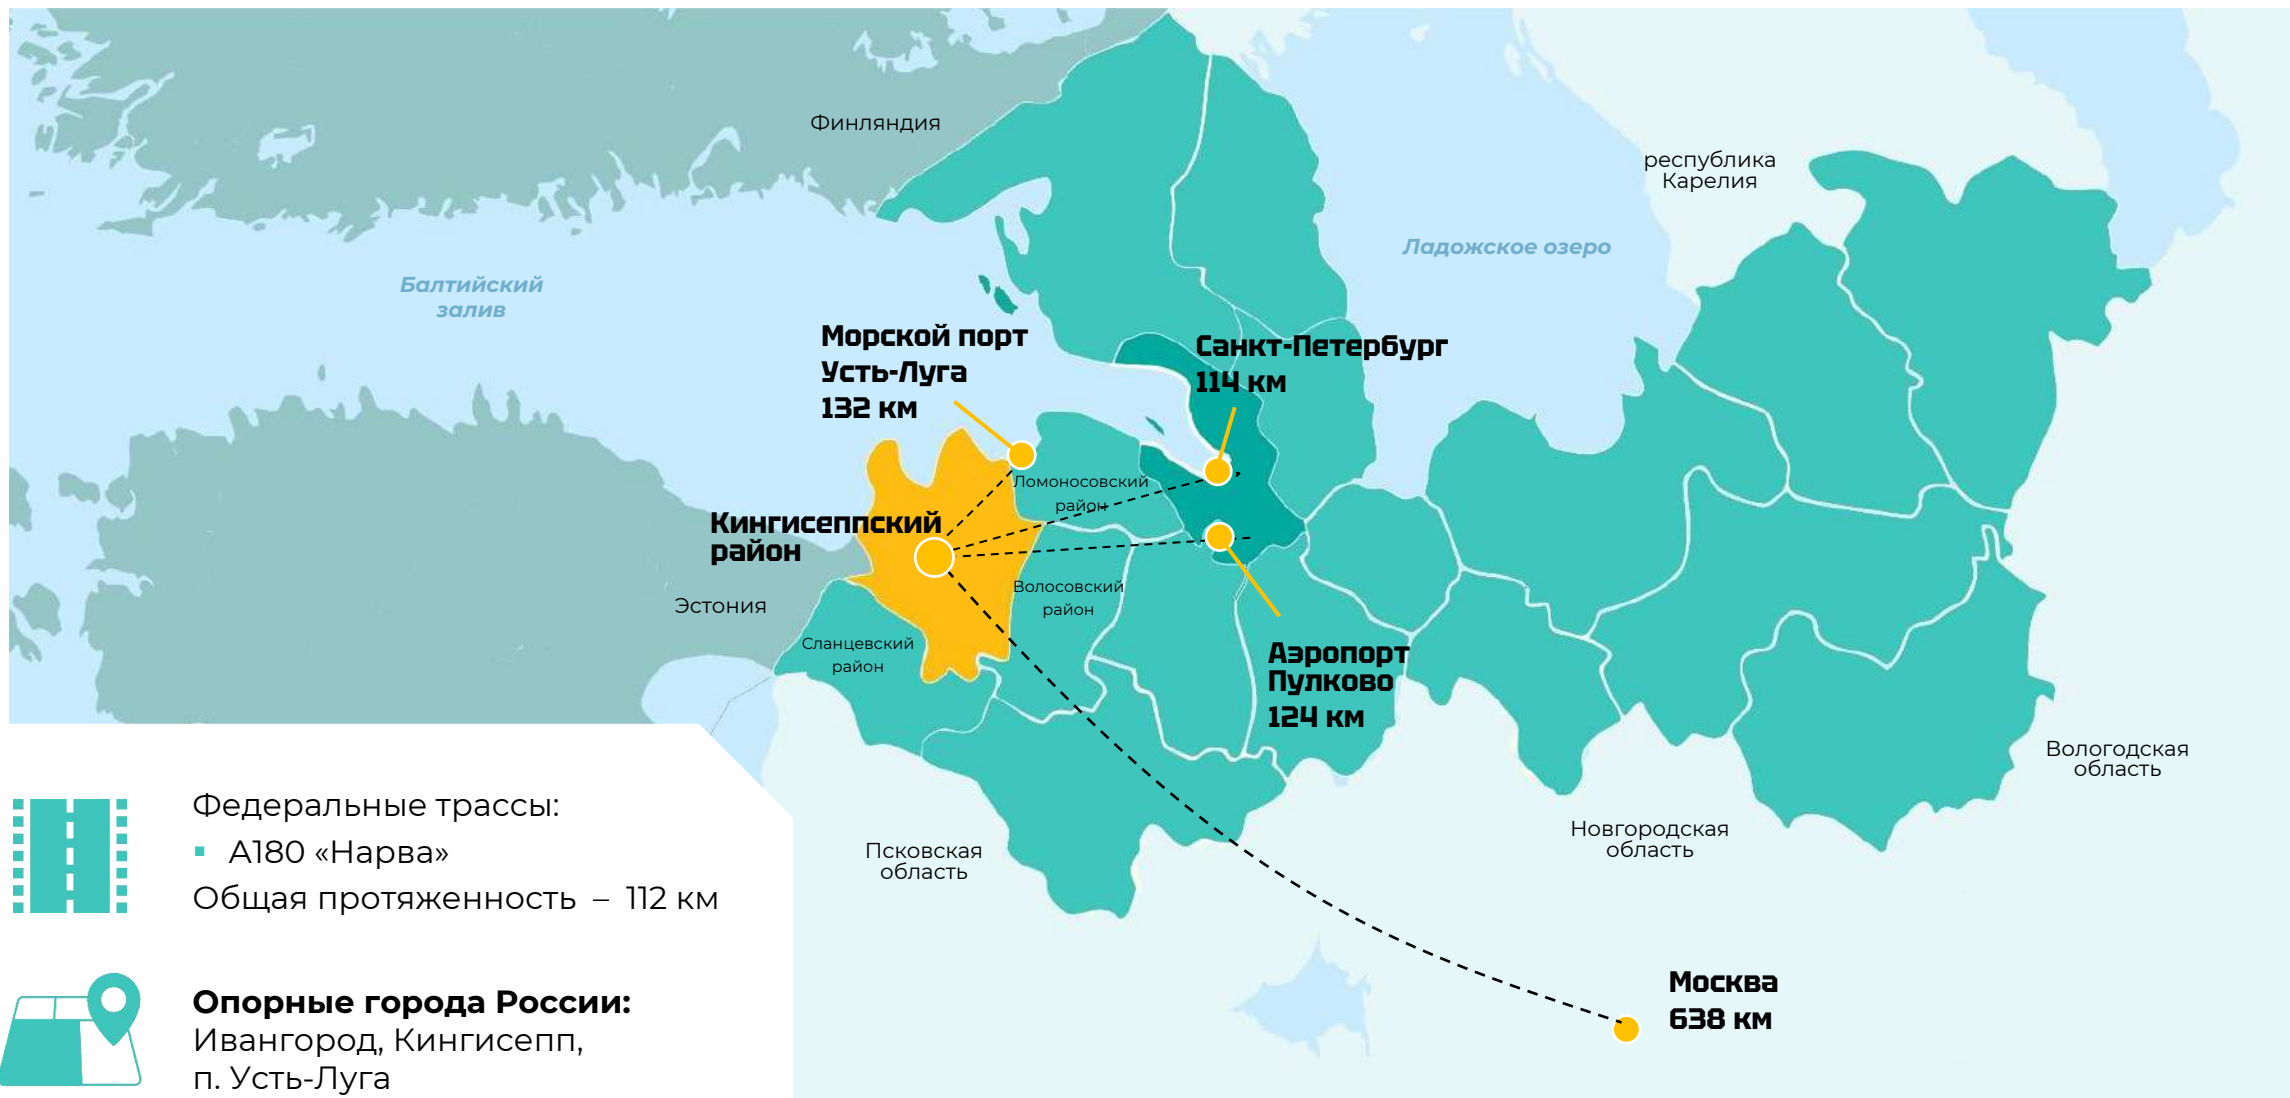 Финляндия
республика
Карелия
Ладожское озеро
Балтийский
залив
Морской порт
Усть-Луга
132 км
Санкт-Петербург
114 км
Ломоносовский
район
Кингисеппский
район
Волосовский
район
Эстония
Сланцевский
район
Аэропорт
Пулково
124 км
Вологодская
область
Новгородская
область
Псковская
область
Москва
638 км
Федеральные трассы:
▪ А180 «Нарва»
Общая протяженность – 112 км
Опорные города России:
Ивангород, Кингисепп,
п. Усть-Луга